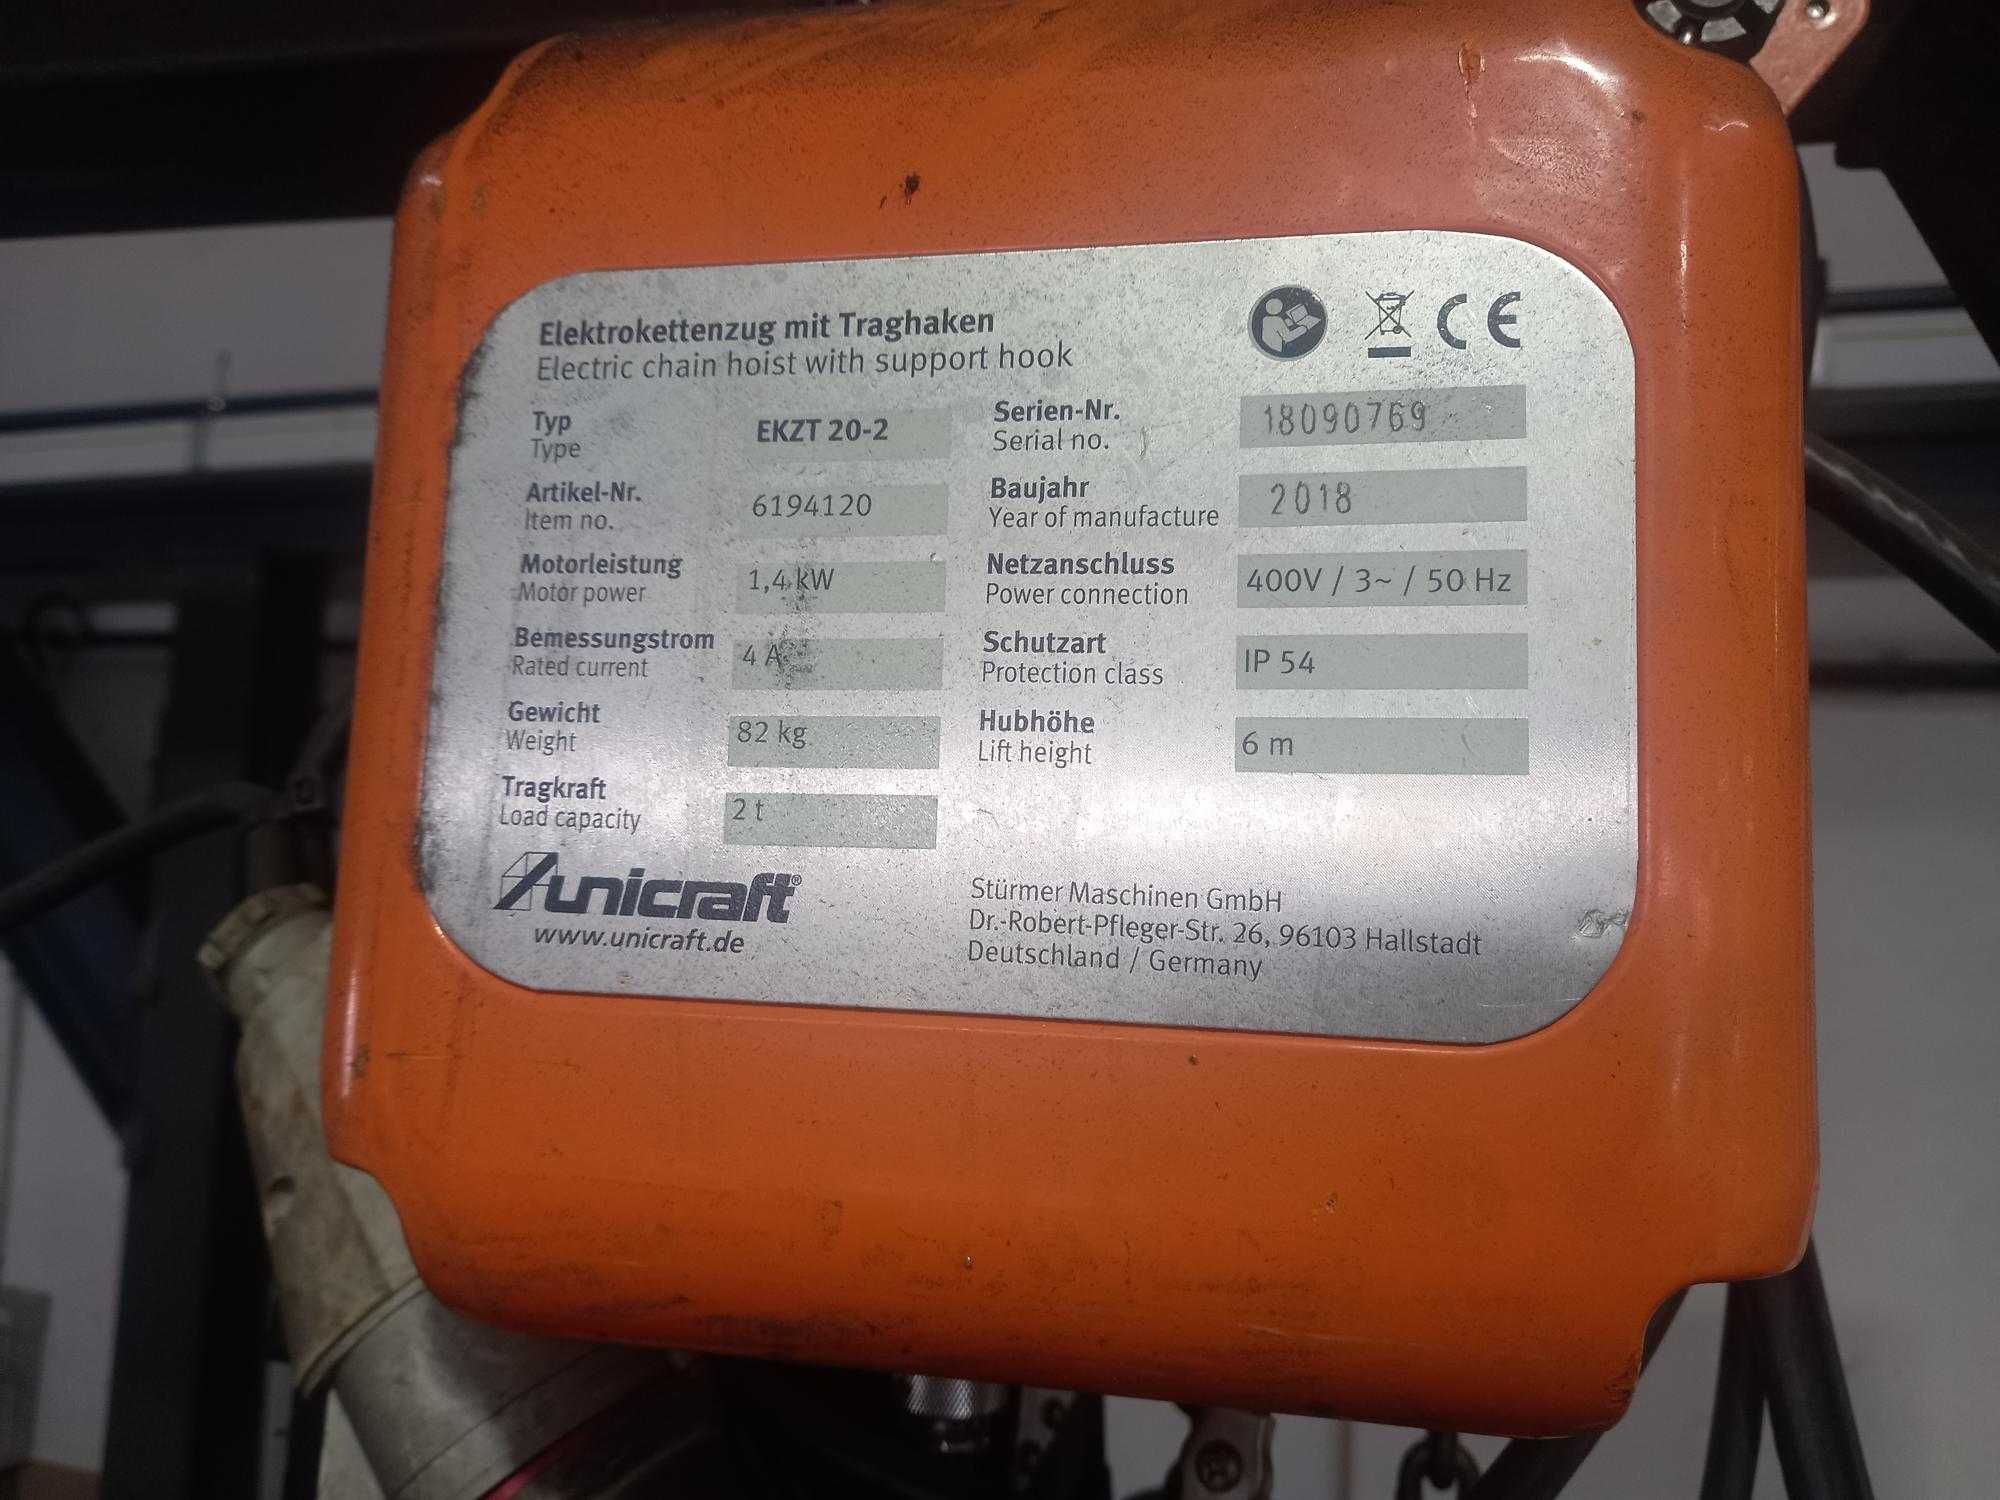 Elektrokettenzug mit Traghaken
Electric chain hoist with support hook
CE
Typ
Type
EKZT 20-2
Serien-Nr.
Serial no.
18090769
Artikel-Nr.
Item no.
6194120
Baujahr
Year of manufacture
2018
Motorleistung
Motor power
1,4 kW
Netzanschluss
Power connection
400V / 3~ / 50 Hz
Bemessungstrom
Rated current
4 A
Schutzart
Protection class
IP 54
Gewicht
Weight
82 kg
Hubhöhe
Lift height
6 m
Tragkraft
Load capacity
2 t
unicraft®
www.unicraft.de
Stürmer Maschinen GmbH
Dr.-Robert-Pfleger-Str. 26, 96103 Hallstadt
Deutschland / Germany